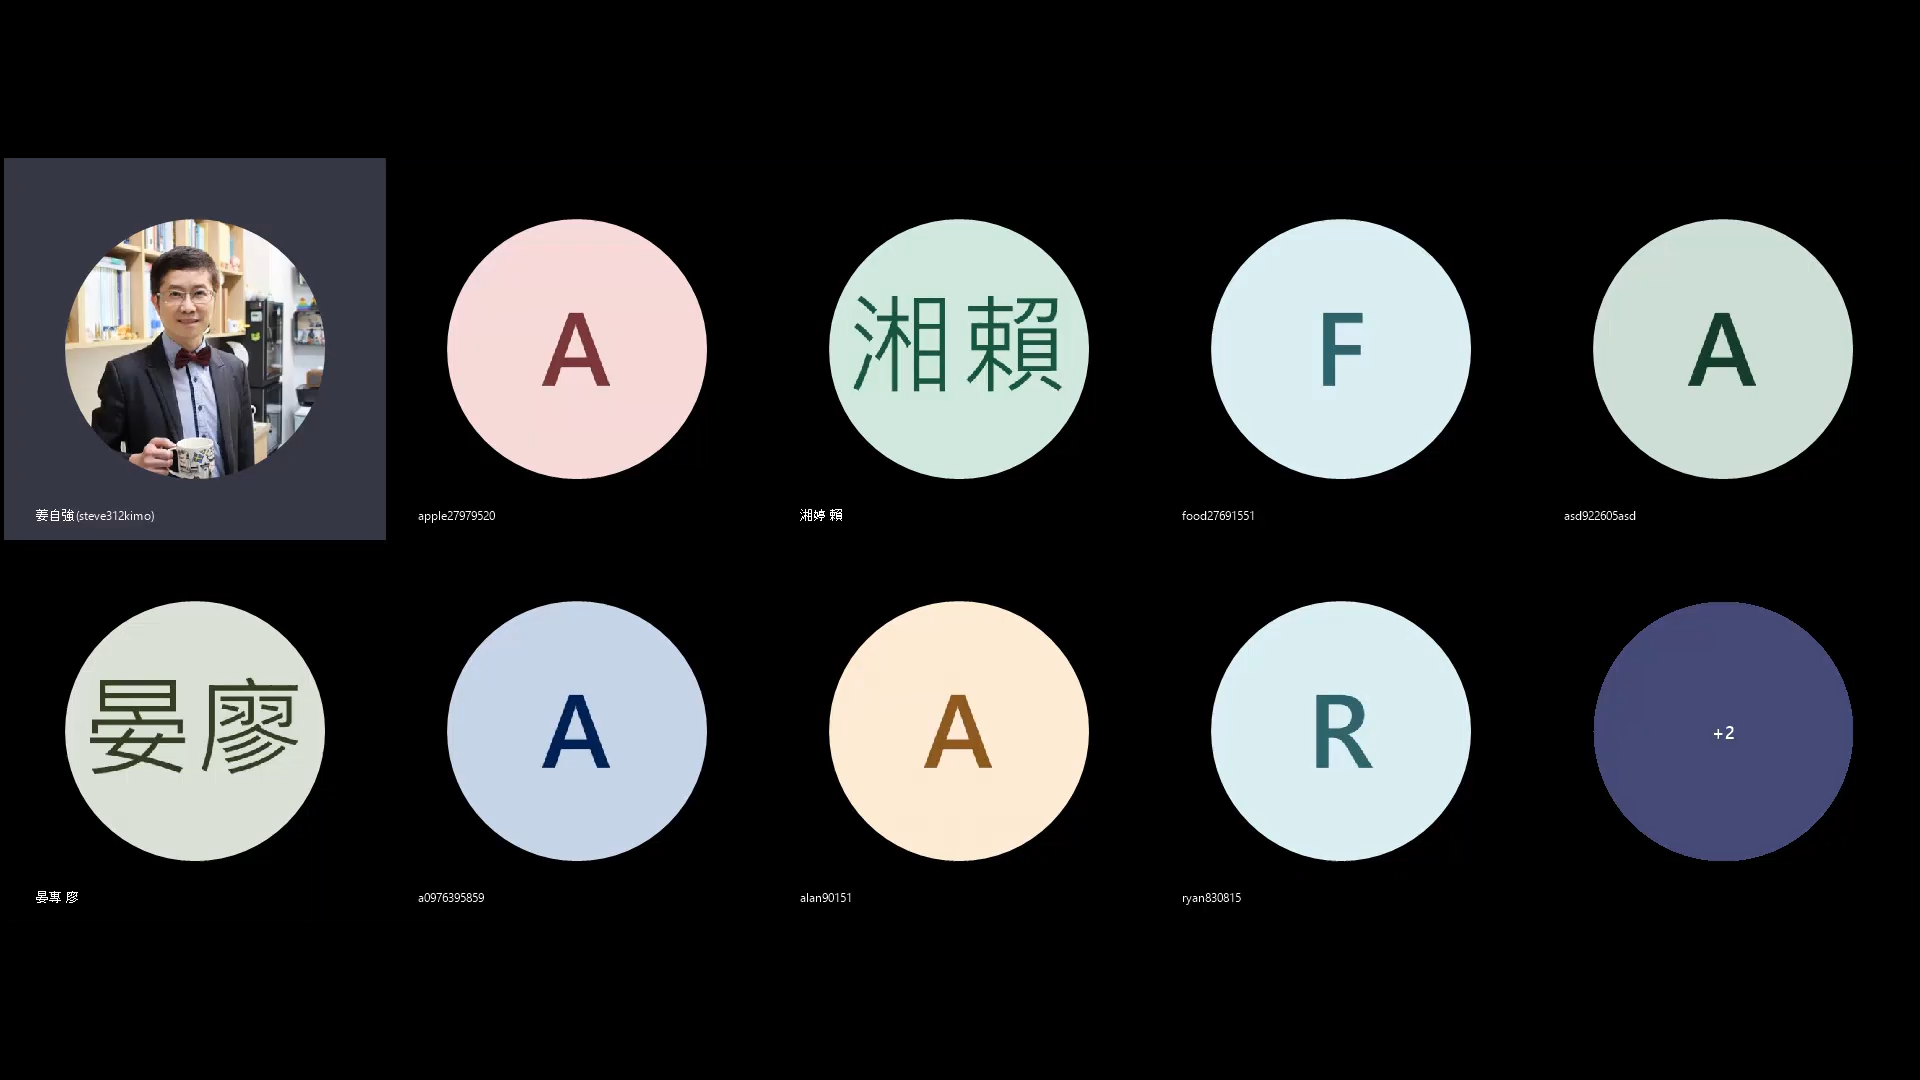 A
湘賴
F
A
姜自強(steve312kimo)
apple27979520
湘婷 賴
food27691551
asd922605asd
晏廖
A
A
R
+2
晏專 廖
a0976395859
alan90151
ryan830815